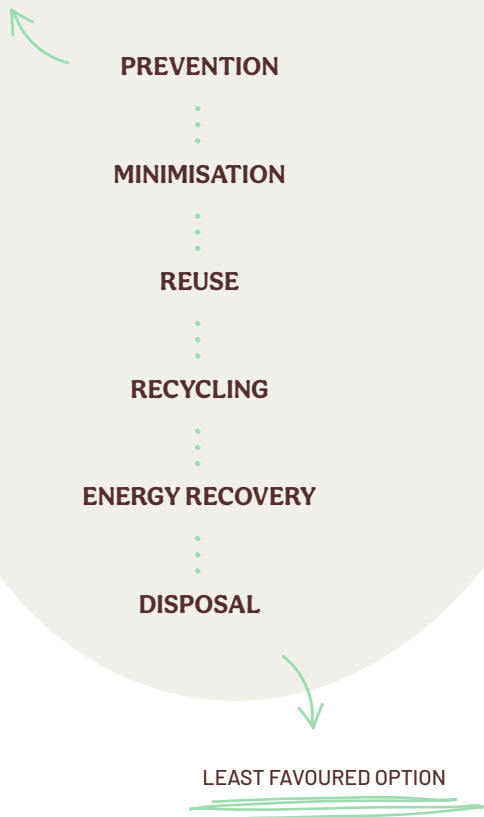 PREVENTION
MINIMISATION
REUSE
RECYCLING
ENERGY RECOVERY
DISPOSAL
LEAST FAVOURED OPTION